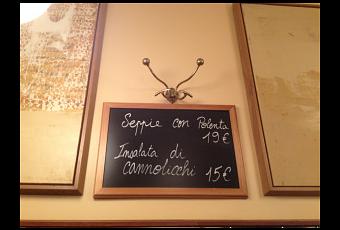 Seppie con Polenta
19€
Insalata di
cannolicchi 15€